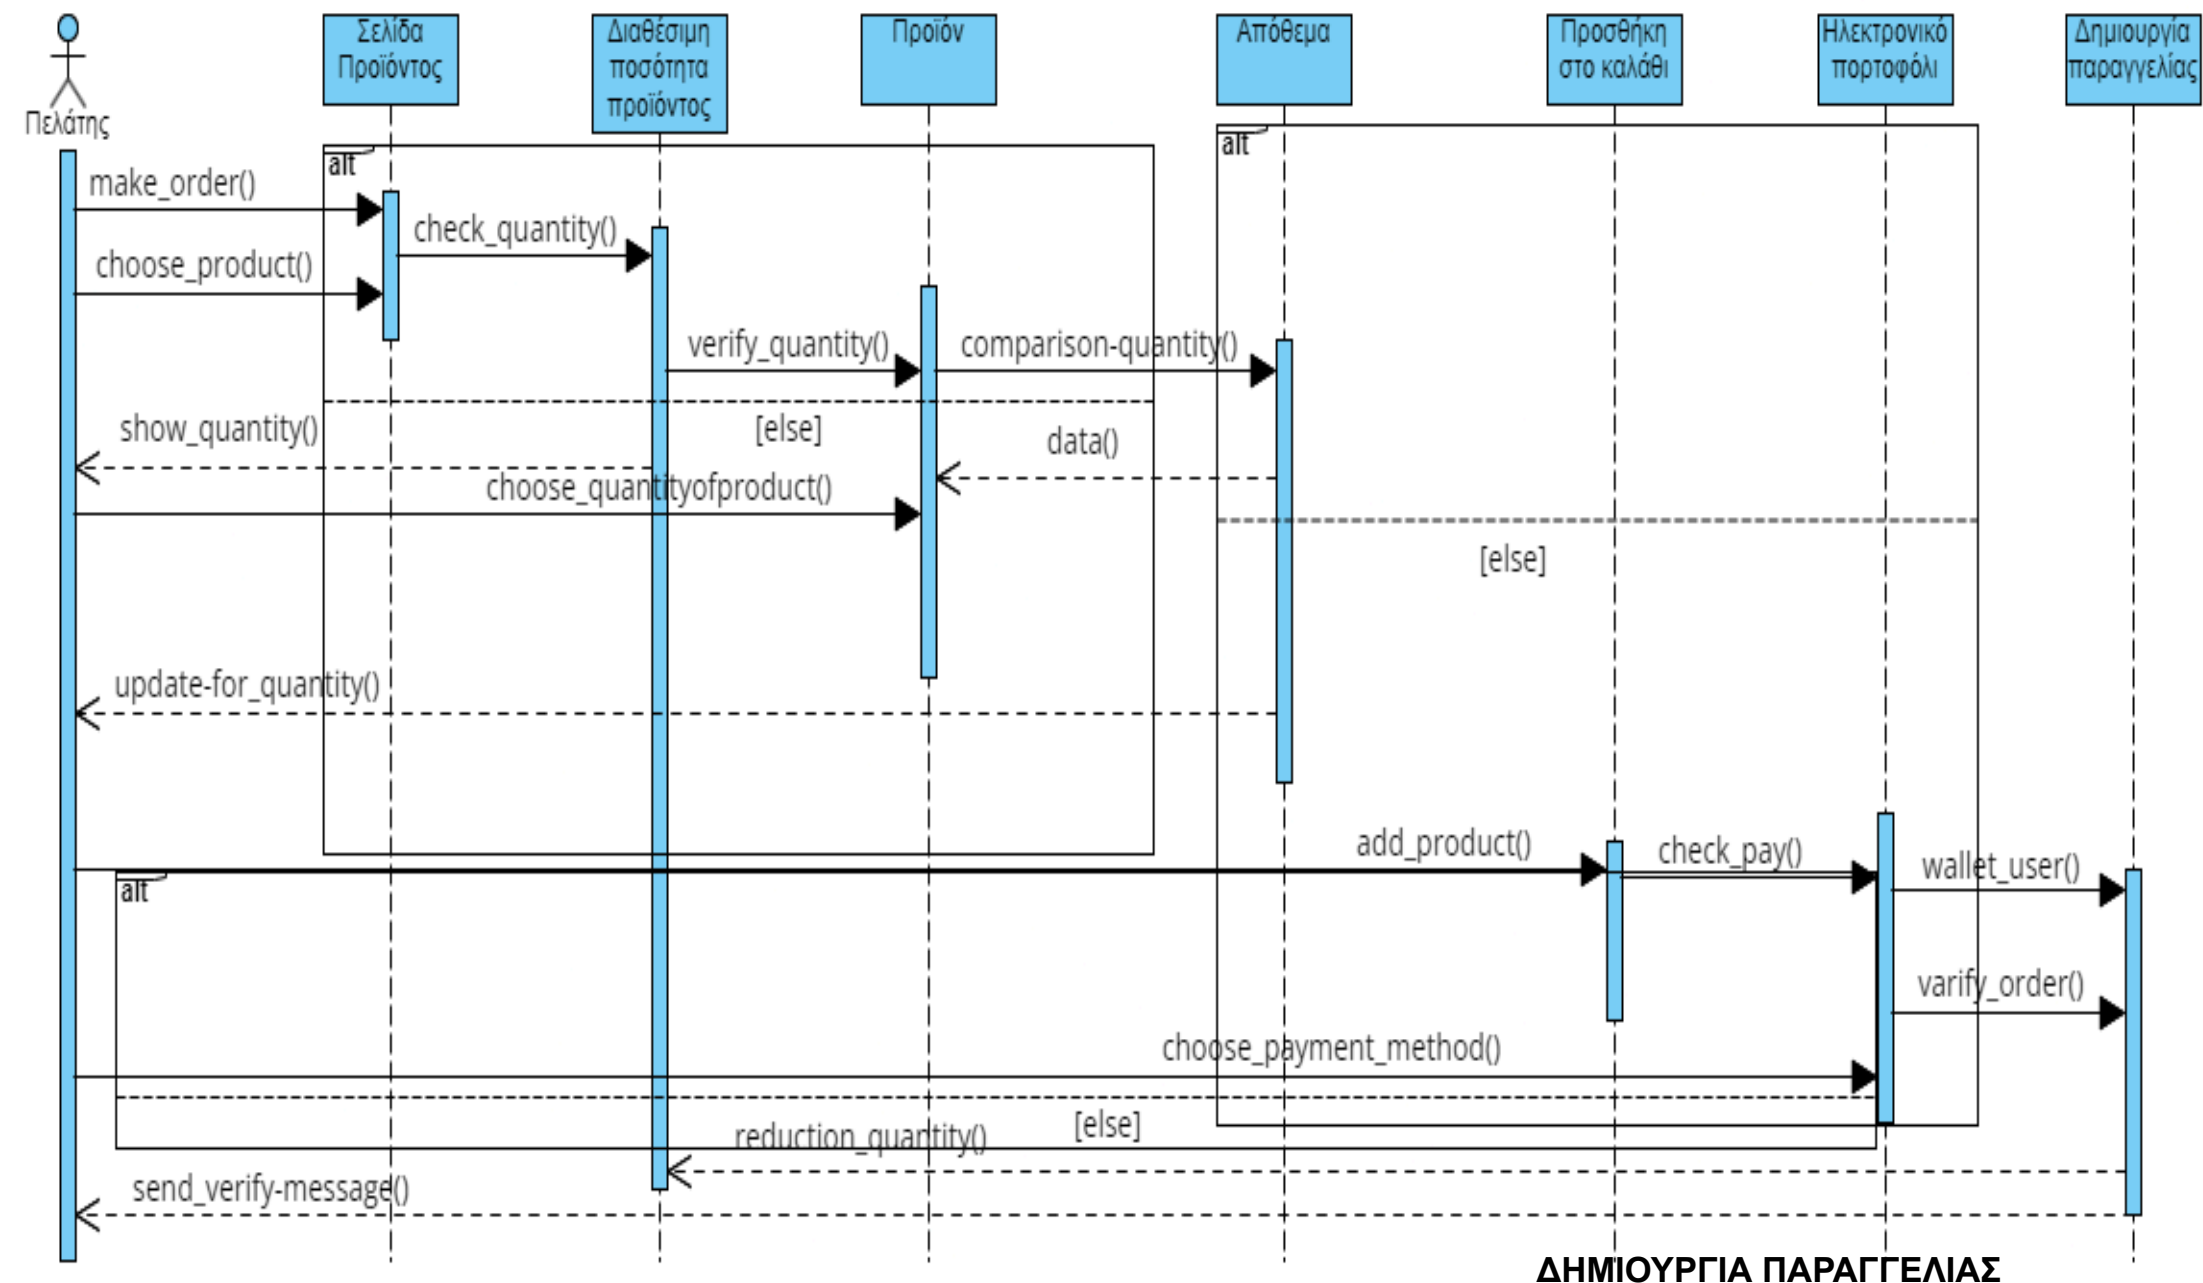 Πελάτης
Σελίδα
Προϊόντος
Διαθέσιμη
ποσότητα
προϊόντος
Προϊόν
Απόθεμα
Προσθήκη
στο καλάθι
Ηλεκτρονικό
πορτοφόλι
Δημιουργία
παραγγελίας
alt
alt
make_order()
check_quantity()
choose_product()
verify_quantity()
comparison-quantity()
show_quantity()
[else]
data()
choose_quantityofproduct()
[else]
update-for_quantity()
add_product()
check_pay()
wallet_user()
alt
varify_order()
choose_payment_method()
[else]
reduction_quantity()
send_verify-message()
ΔΗΜΙΟΥΡΓΙΑ ΠΑΡΑΓΓΕΛΙΑΣ